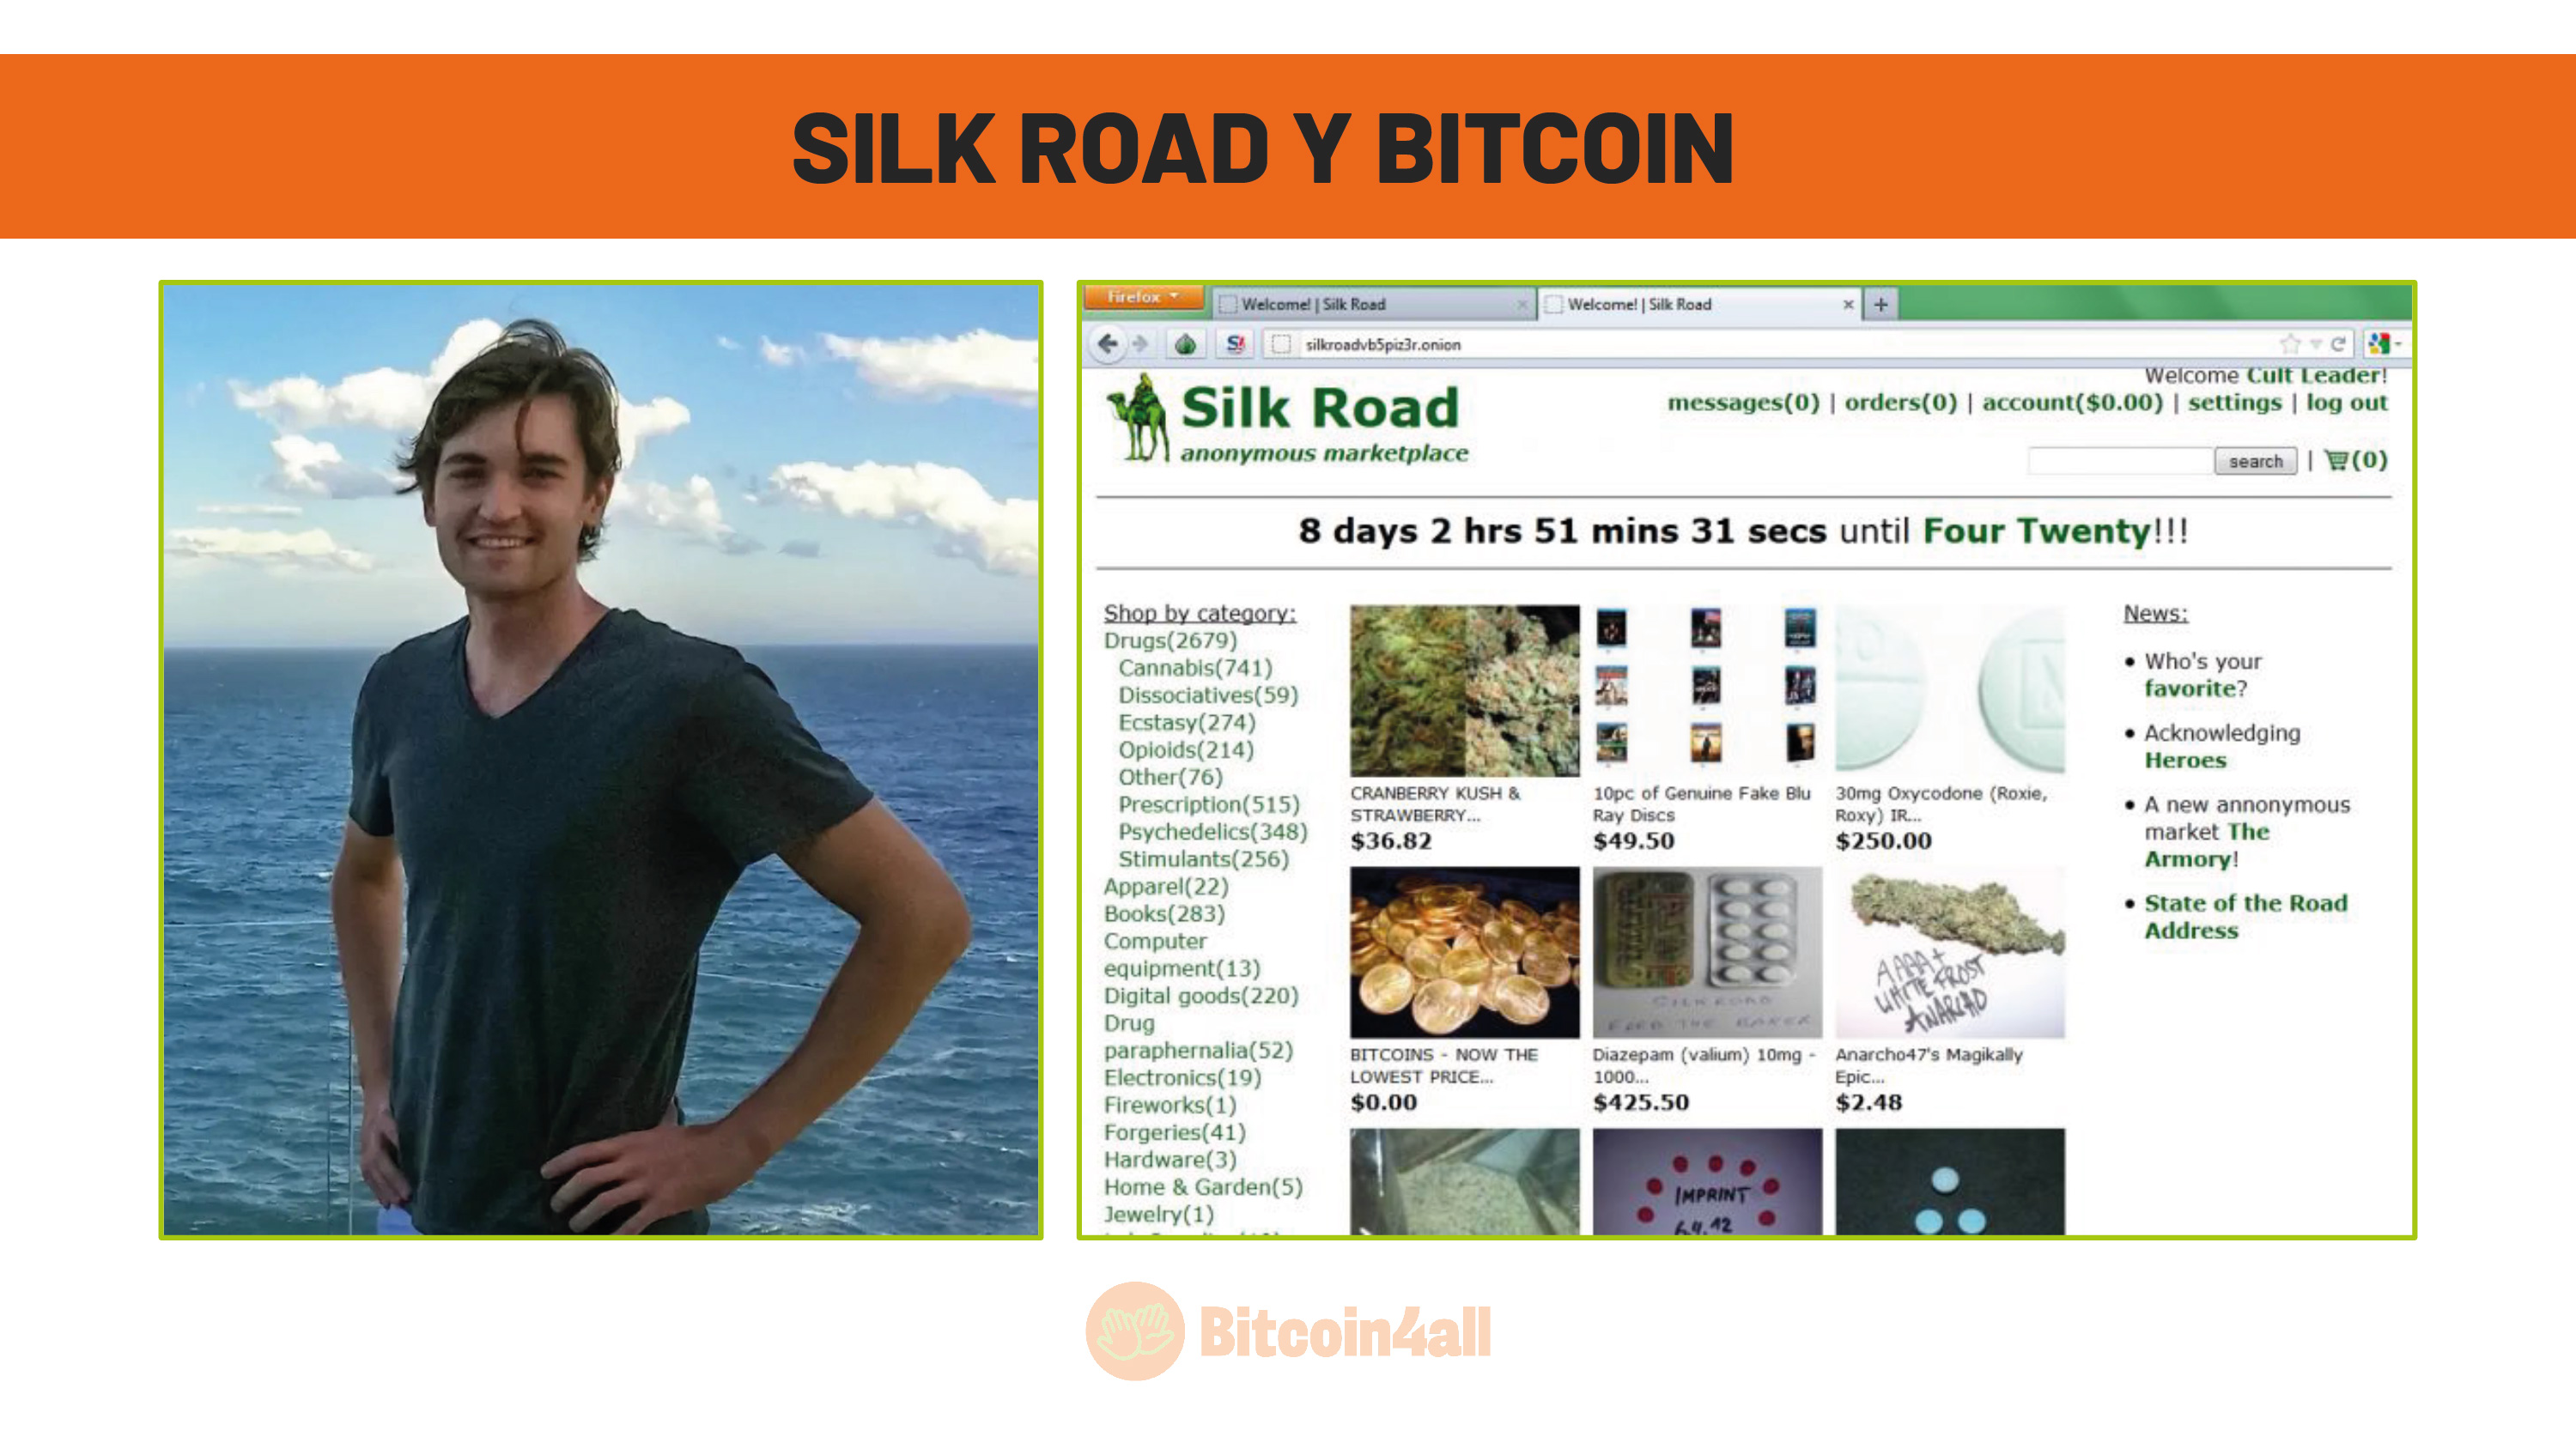 SILK ROAD Y BITCOIN
Firefox
Welcome! | Silk Road
Welcome! | Silk Road
silkroadvb5piz3r.onion
Welcome Cult Leader!
messages(0) | orders(0) | account($0.00) | settings | log out
Silk Road
anonymous marketplace
search | (0)
8 days 2 hrs 51 mins 31 secs until Four Twenty!!!
Shop by category:
Drugs(2679)
Cannabis(741)
Dissociatives(59)
Ecstasy(274)
Opioids(214)
Other(76)
Prescription(515)
Psychedelics(348)
Stimulants(256)
Apparel(22)
Books(283)
Computer
equipment(13)
Digital goods(220)
Drug
paraphernalia(52)
Electronics(19)
Fireworks(1)
Forgeries(41)
Hardware(3)
Home & Garden(5)
Jewelry(1)
CRANBERRY KUSH &
STRAWBERRY...
$36.82
10pc of Genuine Fake Blu
Ray Discs
$49.50
30mg Oxycodone (Roxie,
Roxy) IR...
$250.00
BITCOINS - NOW THE
LOWEST PRICE...
$0.00
SILKROAD
Diazepam (valium) 10mg -
1000...
$425.50
AAAA+
WHITE FROST
ANARCHO
Anarcho47's Magikally
Epic...
$2.48
IMPRINT
News:
• Who's your
favorite?
• Acknowledging
Heroes
• A new annonymous
market The
Armory!
• State of the Road
Address
Bitcoin4all